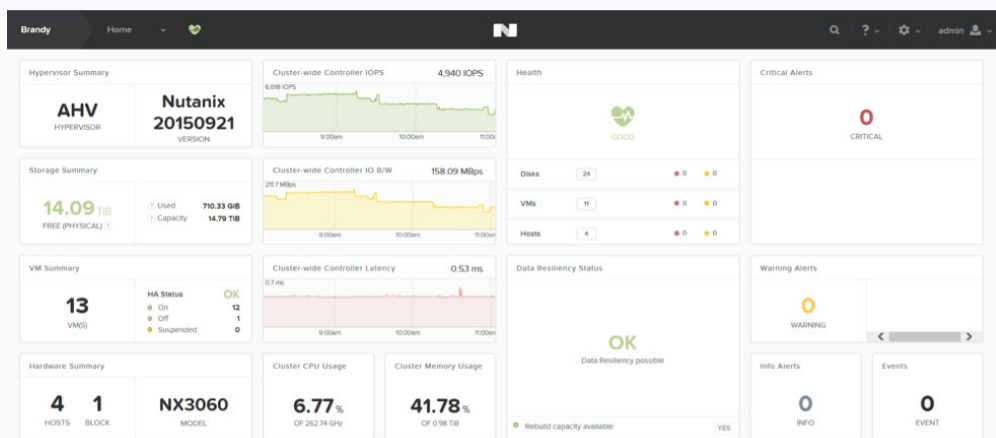 Brandy
Home
?
admin
Hypervisor Summary
AHV
HYPERVISOR
Nutanix
20150921
VERSION
Storage Summary
14.09 TiB
FREE (PHYSICAL) ?
? Used 710.33 GiB
? Capacity 14.79 TiB
VM Summary
13
VM(S)
HA Status OK
On 12
Off 1
Suspended 0
Hardware Summary
4
HOSTS
1
BLOCK
NX3060
MODEL
Cluster-wide Controller IOPS 4,940 IOPS
6,618 IOPS
9:00am 10:00am 11:00
Cluster-wide Controller IO B/W 158.09 MBps
211.7 MBps
9:00am 10:00am 11:00am
Cluster-wide Controller Latency 0.53 ms
0.7 ms
9:00am 10:00am 11:00am
Cluster CPU Usage
6.77 %
OF 262.74 GHz
Cluster Memory Usage
41.78 %
OF 0.98 TiB
Health
GOOD
Disks 24 0 0
VMs 11 0 0
Hosts 4 0 0
Data Resiliency Status
OK
Data Resiliency possible
Rebuild capacity available YES
Critical Alerts
0
CRITICAL
Warning Alerts
0
WARNING
Info Alerts
0
INFO
Events
0
EVENT